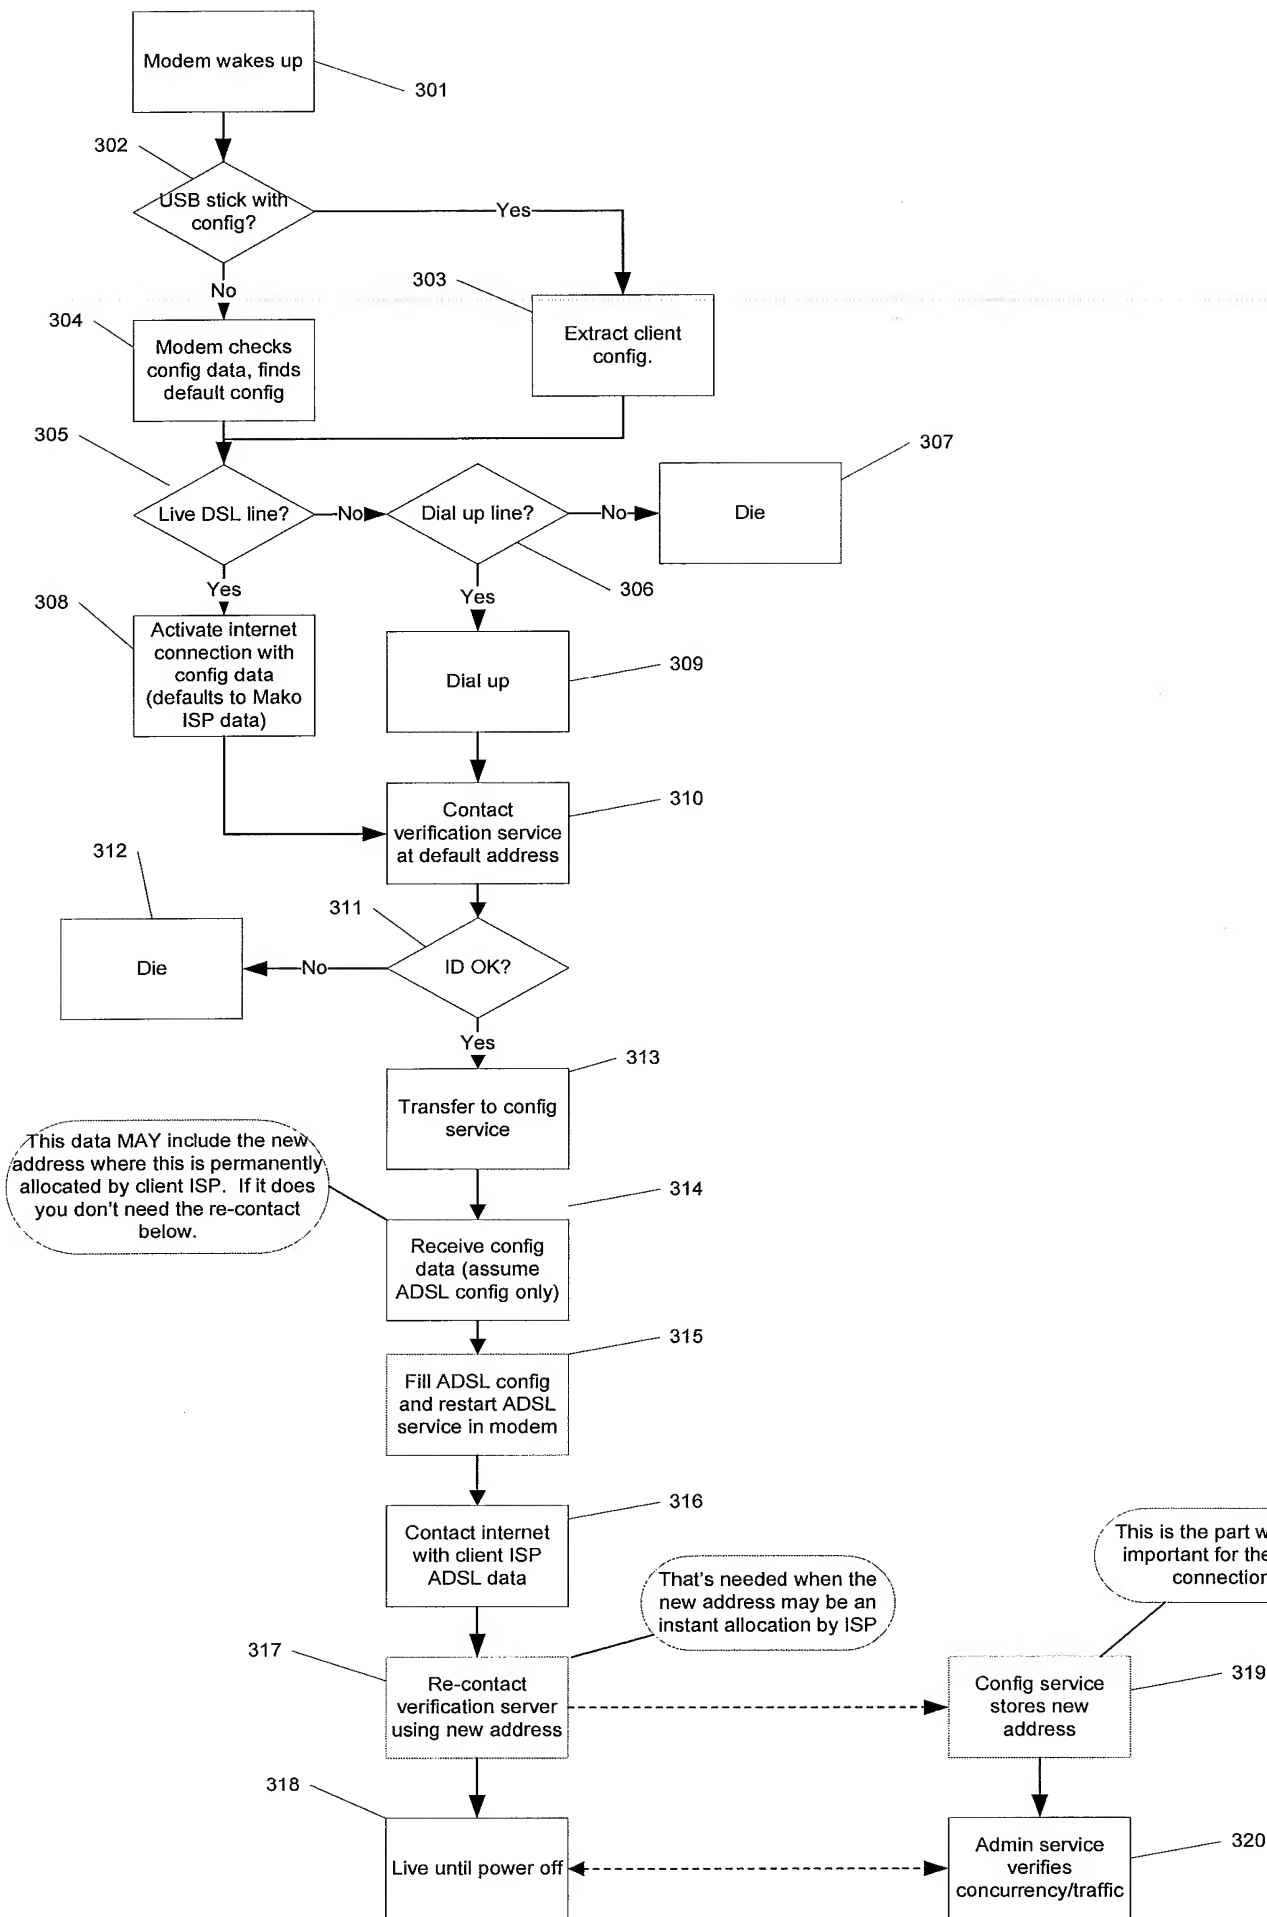 Modem wakes up
301
302
USB stick with
config?
Yes
No
303
304
Extract client
config.
Modem checks
config data, finds
default config
305
307
Live DSL line?
No
Dial up line?
No
Die
306
Yes
Yes
308
Activate internet
connection with
config data
(defaults to Mako
ISP data)
309
Dial up
310
Contact
verification service
at default address
312
311
Die
No
ID OK?
Yes
313
Transfer to config
service
This data MAY include the new
address where this is permanently
allocated by client ISP. If it does
you don't need the re-contact
below.
314
Receive config
data (assume
ADSL config only)
315
Fill ADSL config
and restart ADSL
service in modem
316
Contact internet
with client ISP
ADSL data
This is the part
important for the
That's needed when the
new address may be an
instant allocation by ISP
317
Re-contact
verification server
using new address
Config service
stores new
address
319
318
Live until power off
Admin service
verifies
concurrency/traffic
320